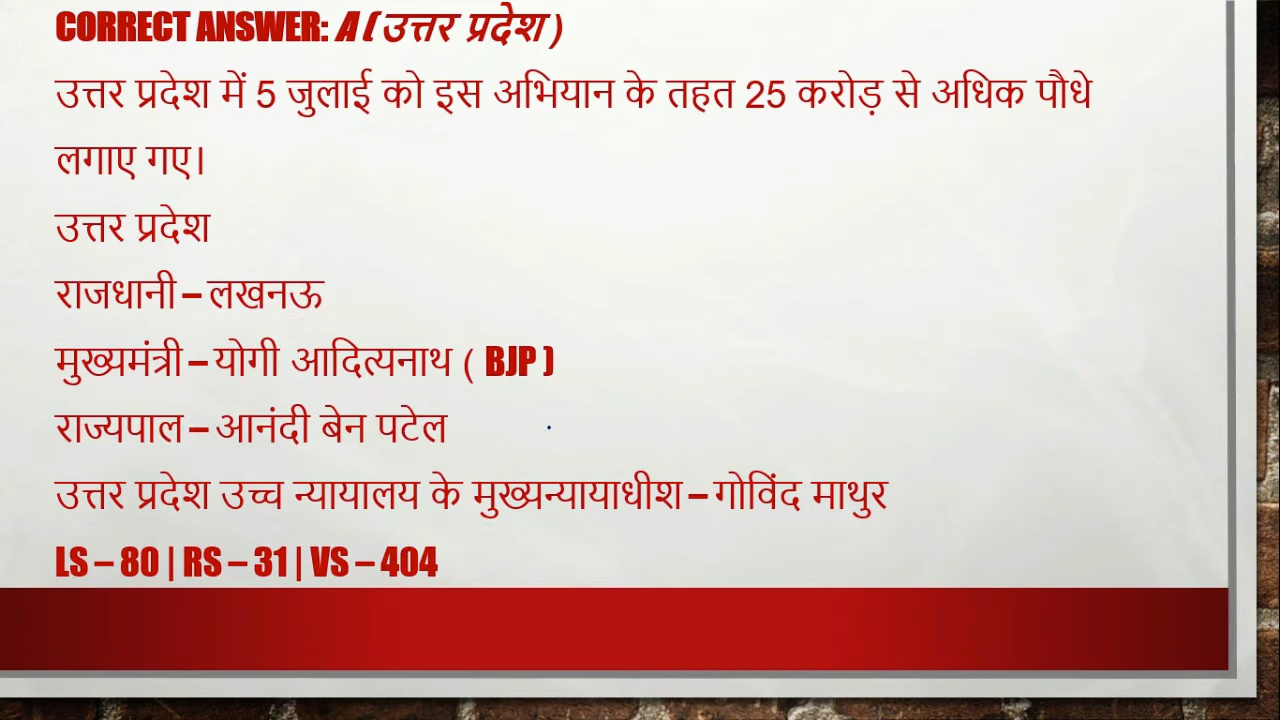 CORRECT ANSWER: A ( उत्तर प्रदेश )
उत्तर प्रदेश में 5 जुलाई को इस अभियान के तहत 25 करोड़ से अधिक पौधे
लगाए गए।
उत्तर प्रदेश
राजधानी – लखनऊ
मुख्यमंत्री – योगी आदित्यनाथ ( BJP )
राज्यपाल – आनंदी बेन पटेल
उत्तर प्रदेश उच्च न्यायालय के मुख्यन्यायाधीश – गोविंद माथुर
LS – 80 | RS – 31 | VS – 404